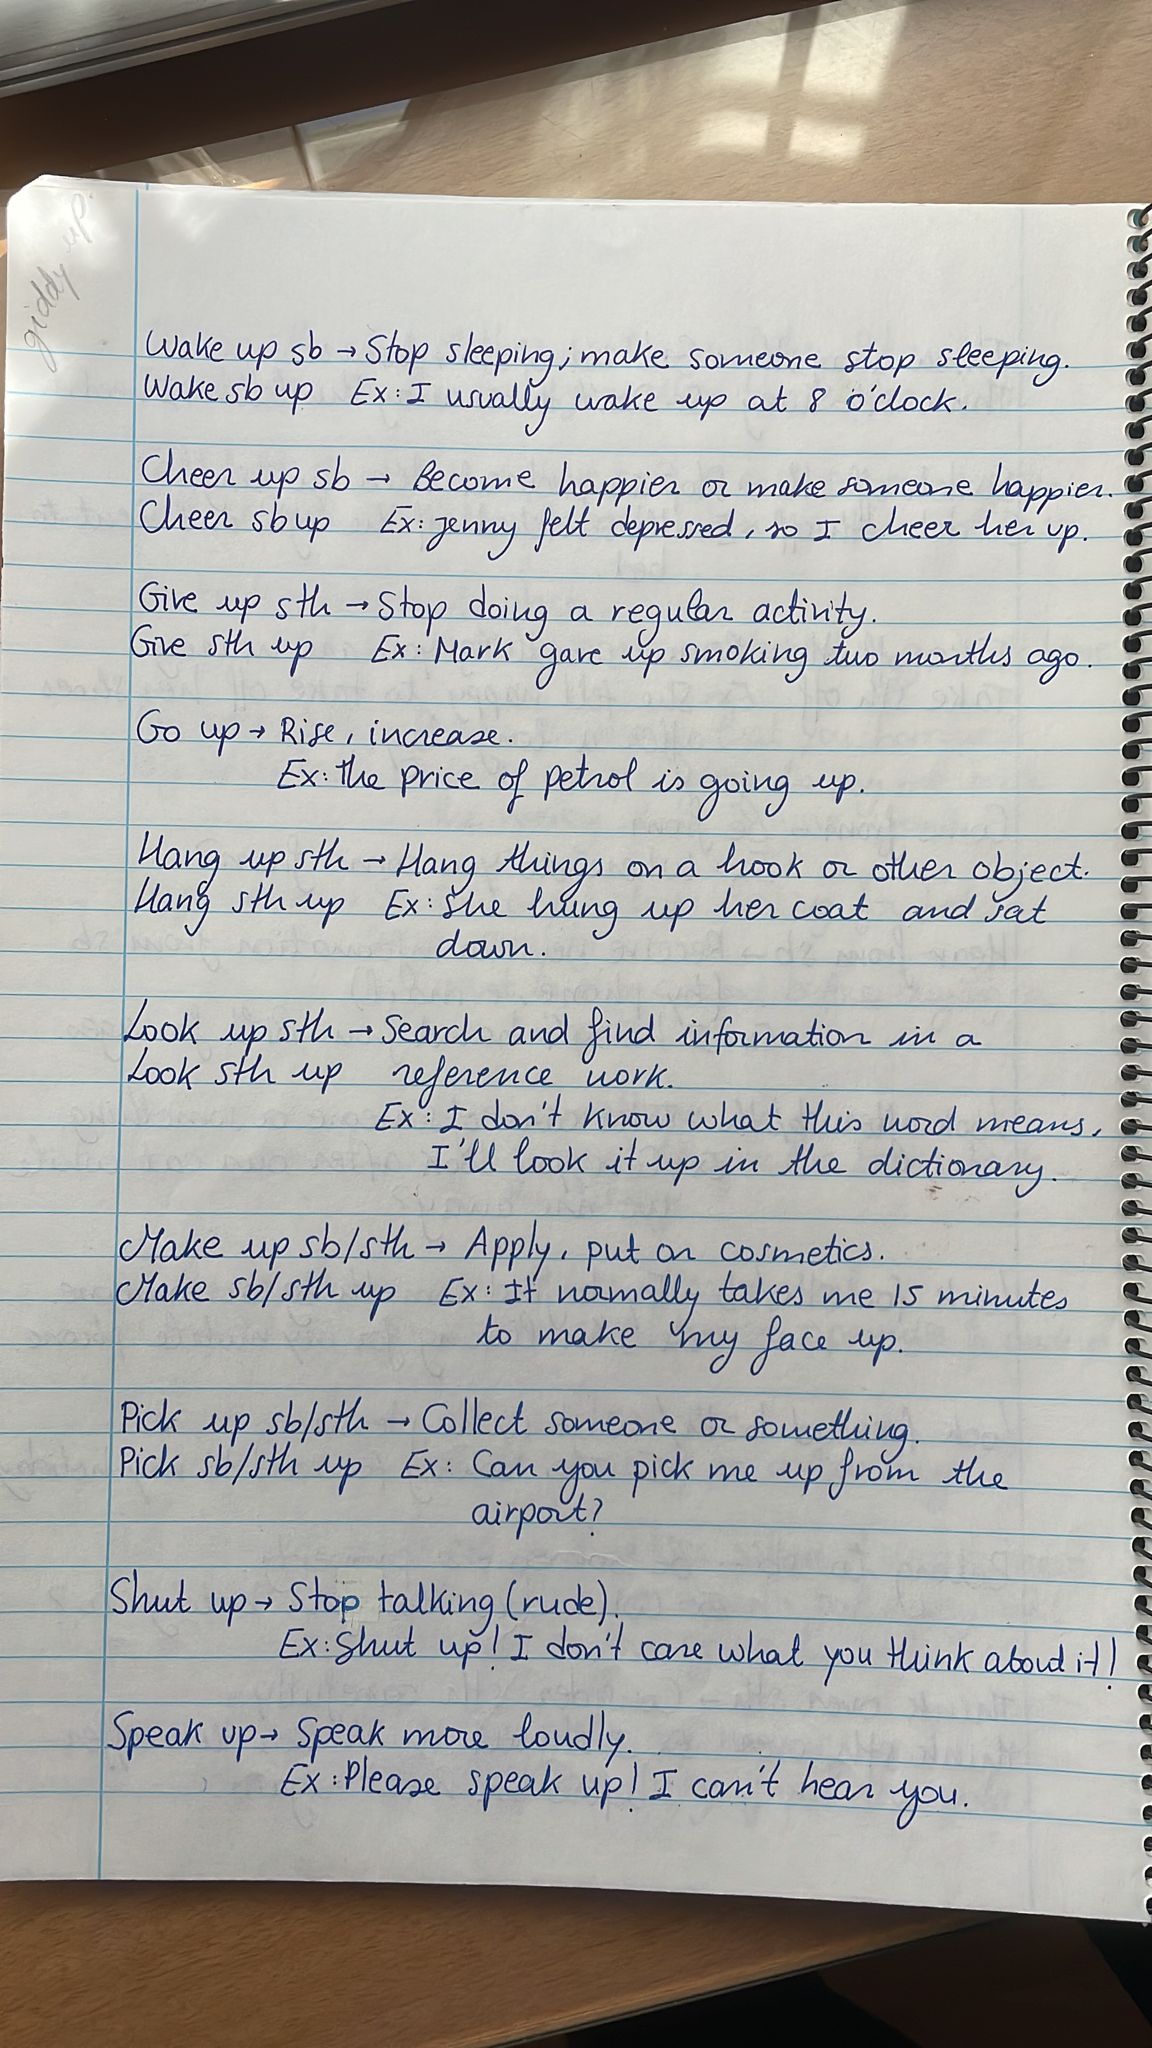 giddy up.
Wake up sb → Stop sleeping; make someone stop sleeping.
Wake sb up Ex: I usually wake up at 8 o'clock.
Cheer up sb → Become happier or make someone happier.
Cheer sb up Ex: Jenny felt depressed, so I cheer her up.
Give up sth → Stop doing a regular activity.
Give sth up Ex: Mark gave up smoking two months ago.
Go up → Rise, increase.
Ex: The price of petrol is going up.
Hang up sth → Hang things on a hook or other object.
Hang sth up Ex: She hung up her coat and sat
down.
Look up sth → Search and find information in a
Look sth up reference work.
Ex: I don't know what this word means,
I'll look it up in the dictionary.
Make up sb/sth → Apply, put on cosmetics.
Make sb/sth up Ex: It normally takes me 15 minutes
to make my face up.
Pick up sb/sth → Collect someone or something.
Pick sb/sth up Ex: Can you pick me up from the
airport?
Shut up → Stop talking (rude).
Ex: Shut up! I don't care what you think about it!
Speak up → Speak more loudly.
Ex: Please speak up! I can't hear you.